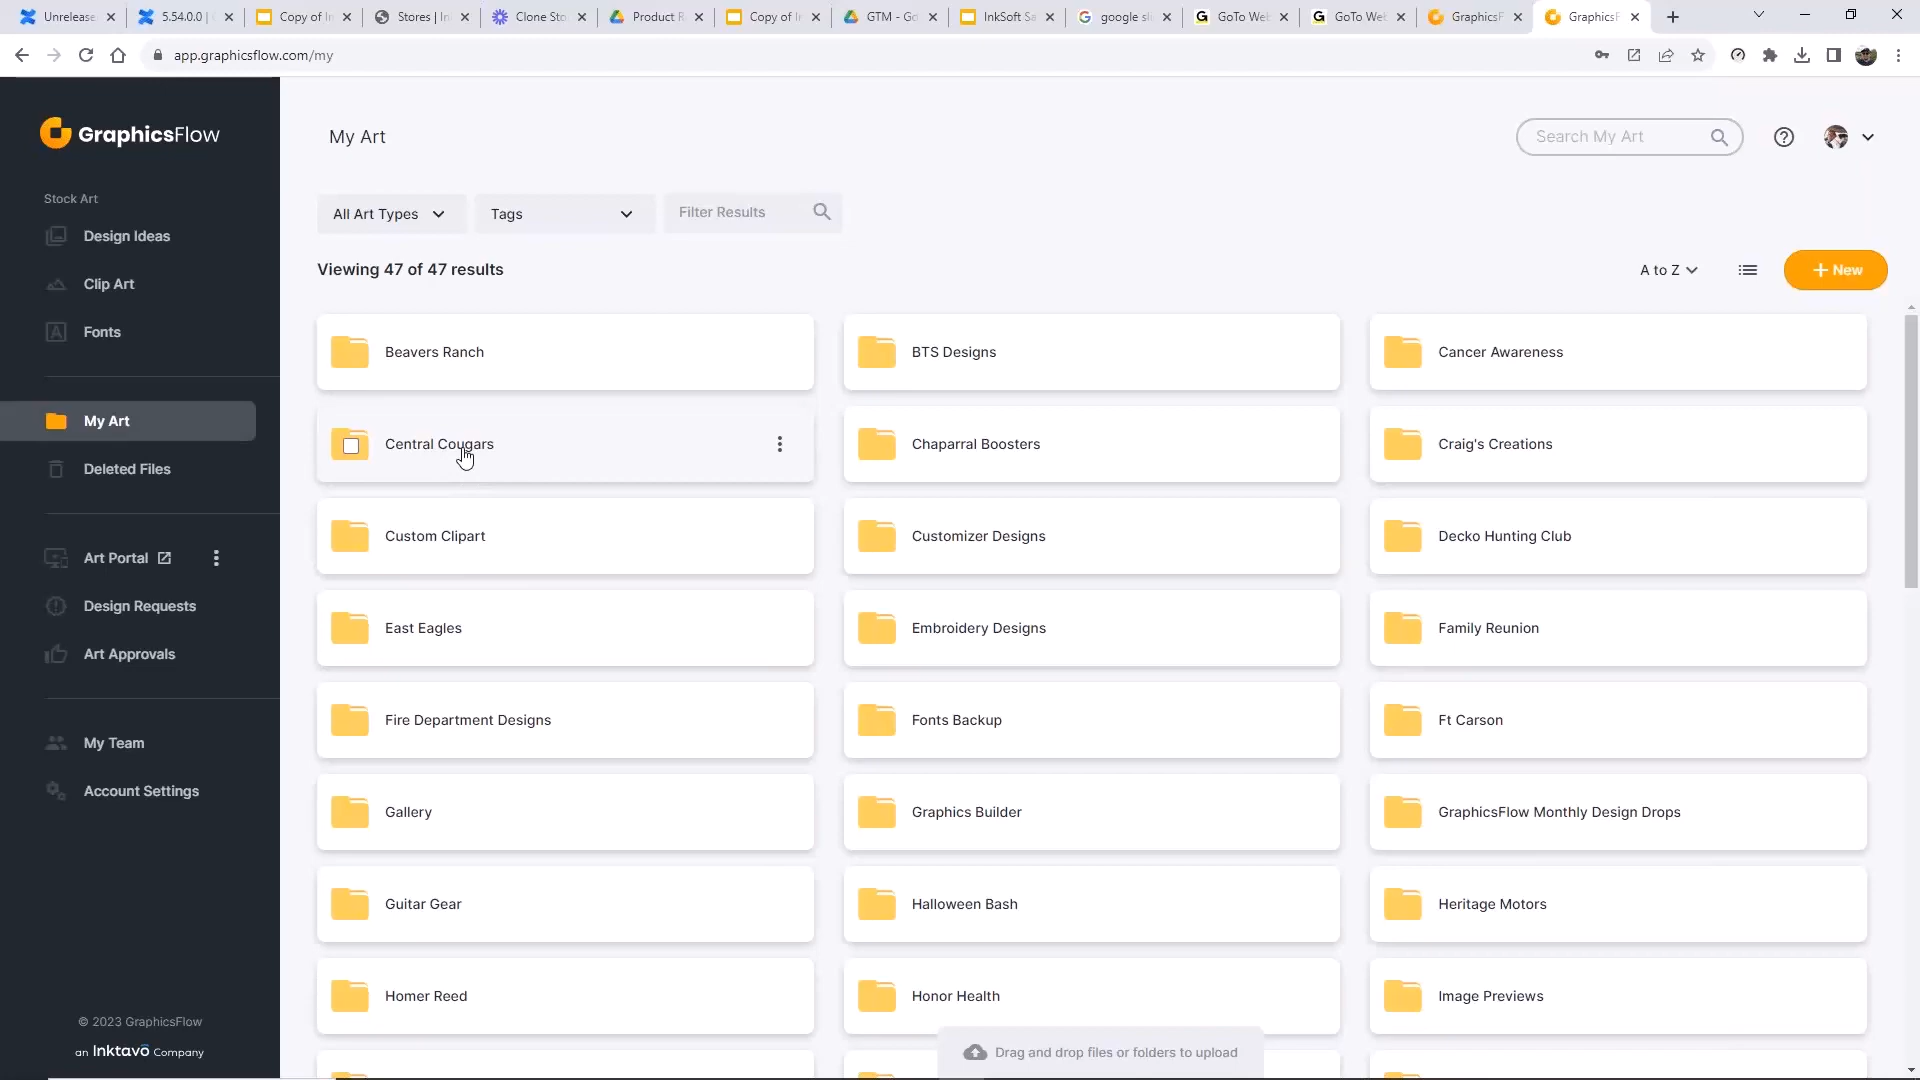 Unrelease
5.54.0.0 |
Copy of In
Stores | In
Clone Sto
Product R
Copy of In
GTM - Go
InkSoft Sa
google sli
GoTo Web
GoTo Web
GraphicsF
GraphicsF
app.graphicsflow.com/my
GraphicsFlow
My Art
Search My Art
Stock Art
Design Ideas
Clip Art
Fonts
My Art
Deleted Files
Art Portal
Design Requests
Art Approvals
My Team
Account Settings
© 2023 GraphicsFlow
an Inktavo Company
All Art Types
Tags
Filter Results
Viewing 47 of 47 results
A to Z
+ New
Beavers Ranch
BTS Designs
Cancer Awareness
Central Cougars
Chaparral Boosters
Craig's Creations
Custom Clipart
Customizer Designs
Decko Hunting Club
East Eagles
Embroidery Designs
Family Reunion
Fire Department Designs
Fonts Backup
Ft Carson
Gallery
Graphics Builder
GraphicsFlow Monthly Design Drops
Guitar Gear
Halloween Bash
Heritage Motors
Homer Reed
Honor Health
Image Previews
Drag and drop files or folders to upload